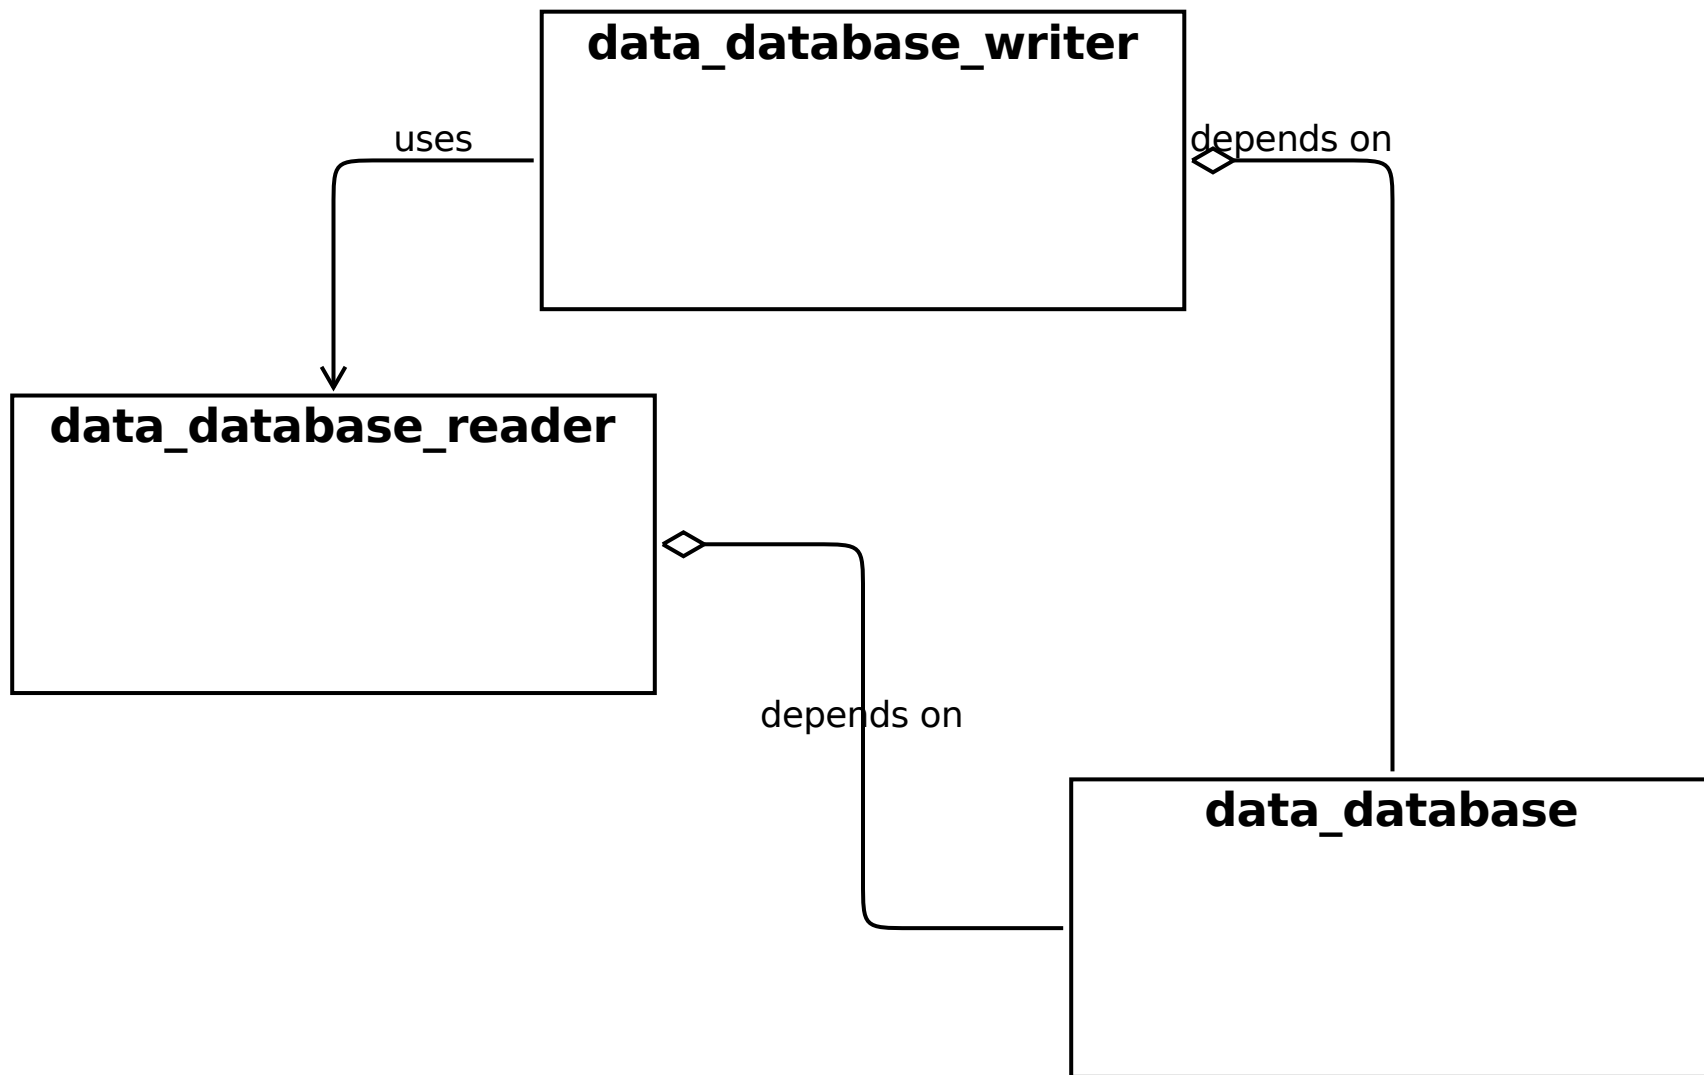 data_database_writer
uses
depends on
data_database_reader
depends on
data_database